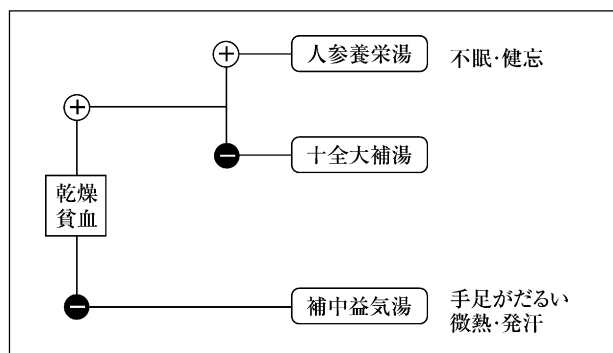 人参養栄湯
不眠・健忘
十全大補湯
乾燥
貧血
補中益気湯
手足がだるい
微熱・発汗